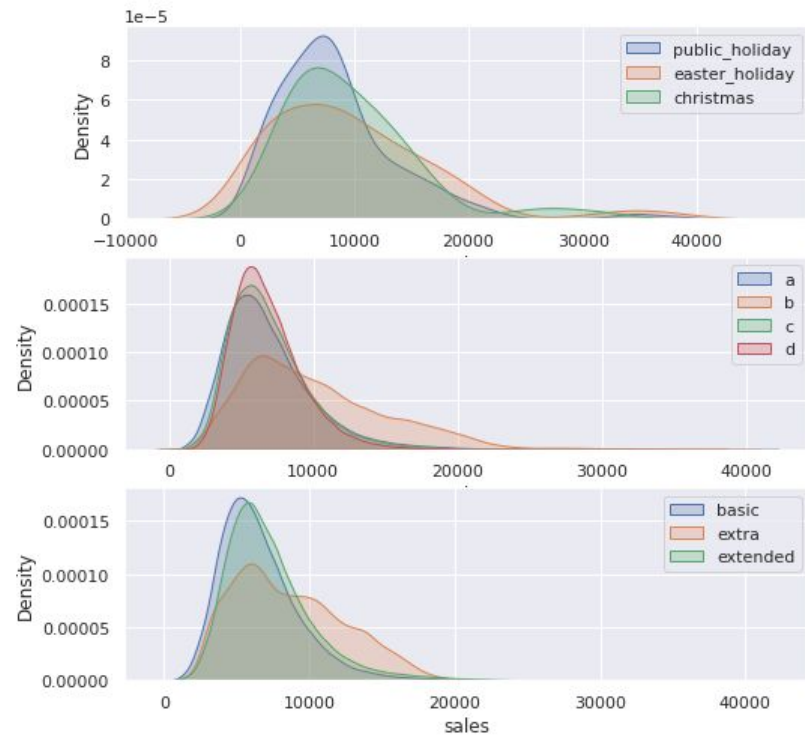 1e−5
public_holiday
easter_holiday
christmas
Density
8
6
4
2
0
−10000 0 10000 20000 30000 40000
a
b
c
d
Density
0.00015
0.00010
0.00005
0.00000
0 10000 20000 30000 40000
basic
extra
extended
Density
0.00015
0.00010
0.00005
0.00000
0 10000 20000 30000 40000
sales